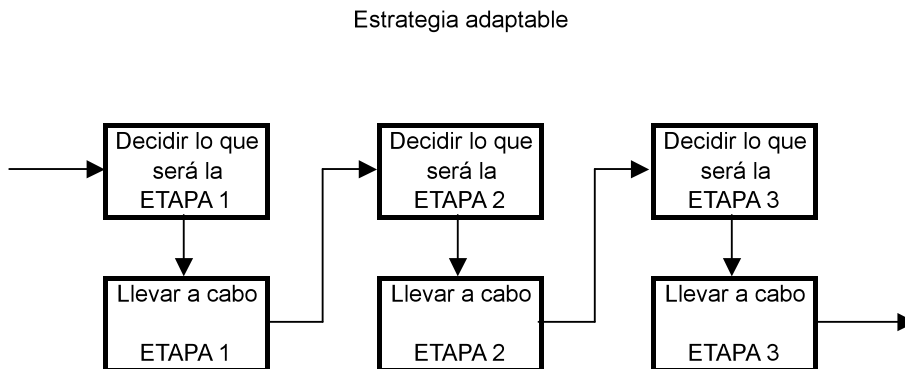 Estrategia adaptable
Decidir lo que
será la
ETAPA 1
Decidir lo que
será la
ETAPA 2
Decidir lo que
será la
ETAPA 3
Llevar a cabo
ETAPA 1
Llevar a cabo
ETAPA 2
Llevar a cabo
ETAPA 3